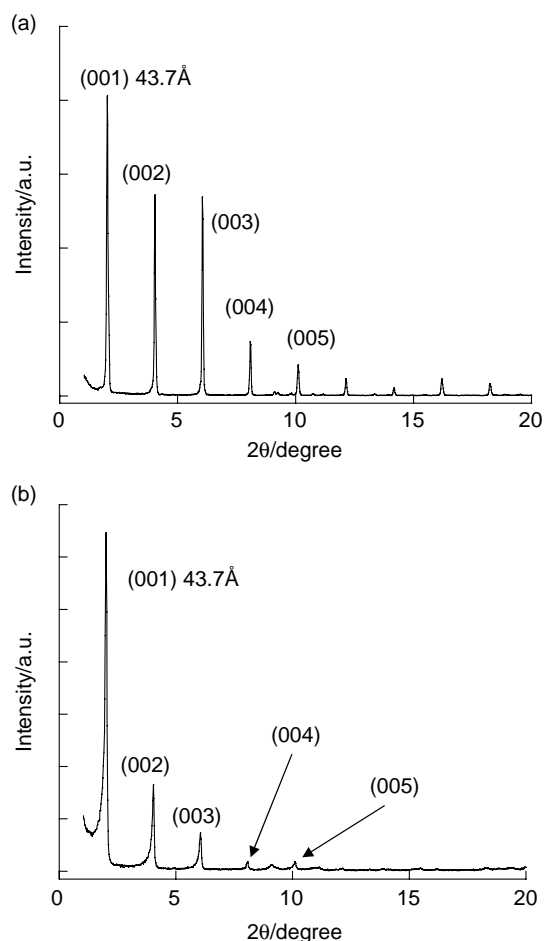 (a)
(001) 43.7Å
(002)
(003)
(004)
(005)
Intensity/a.u.
0 5 10 15 20
2θ/degree
(b)
(001) 43.7Å
(002)
(003)
(004)
(005)
Intensity/a.u.
0 5 10 15 20
2θ/degree